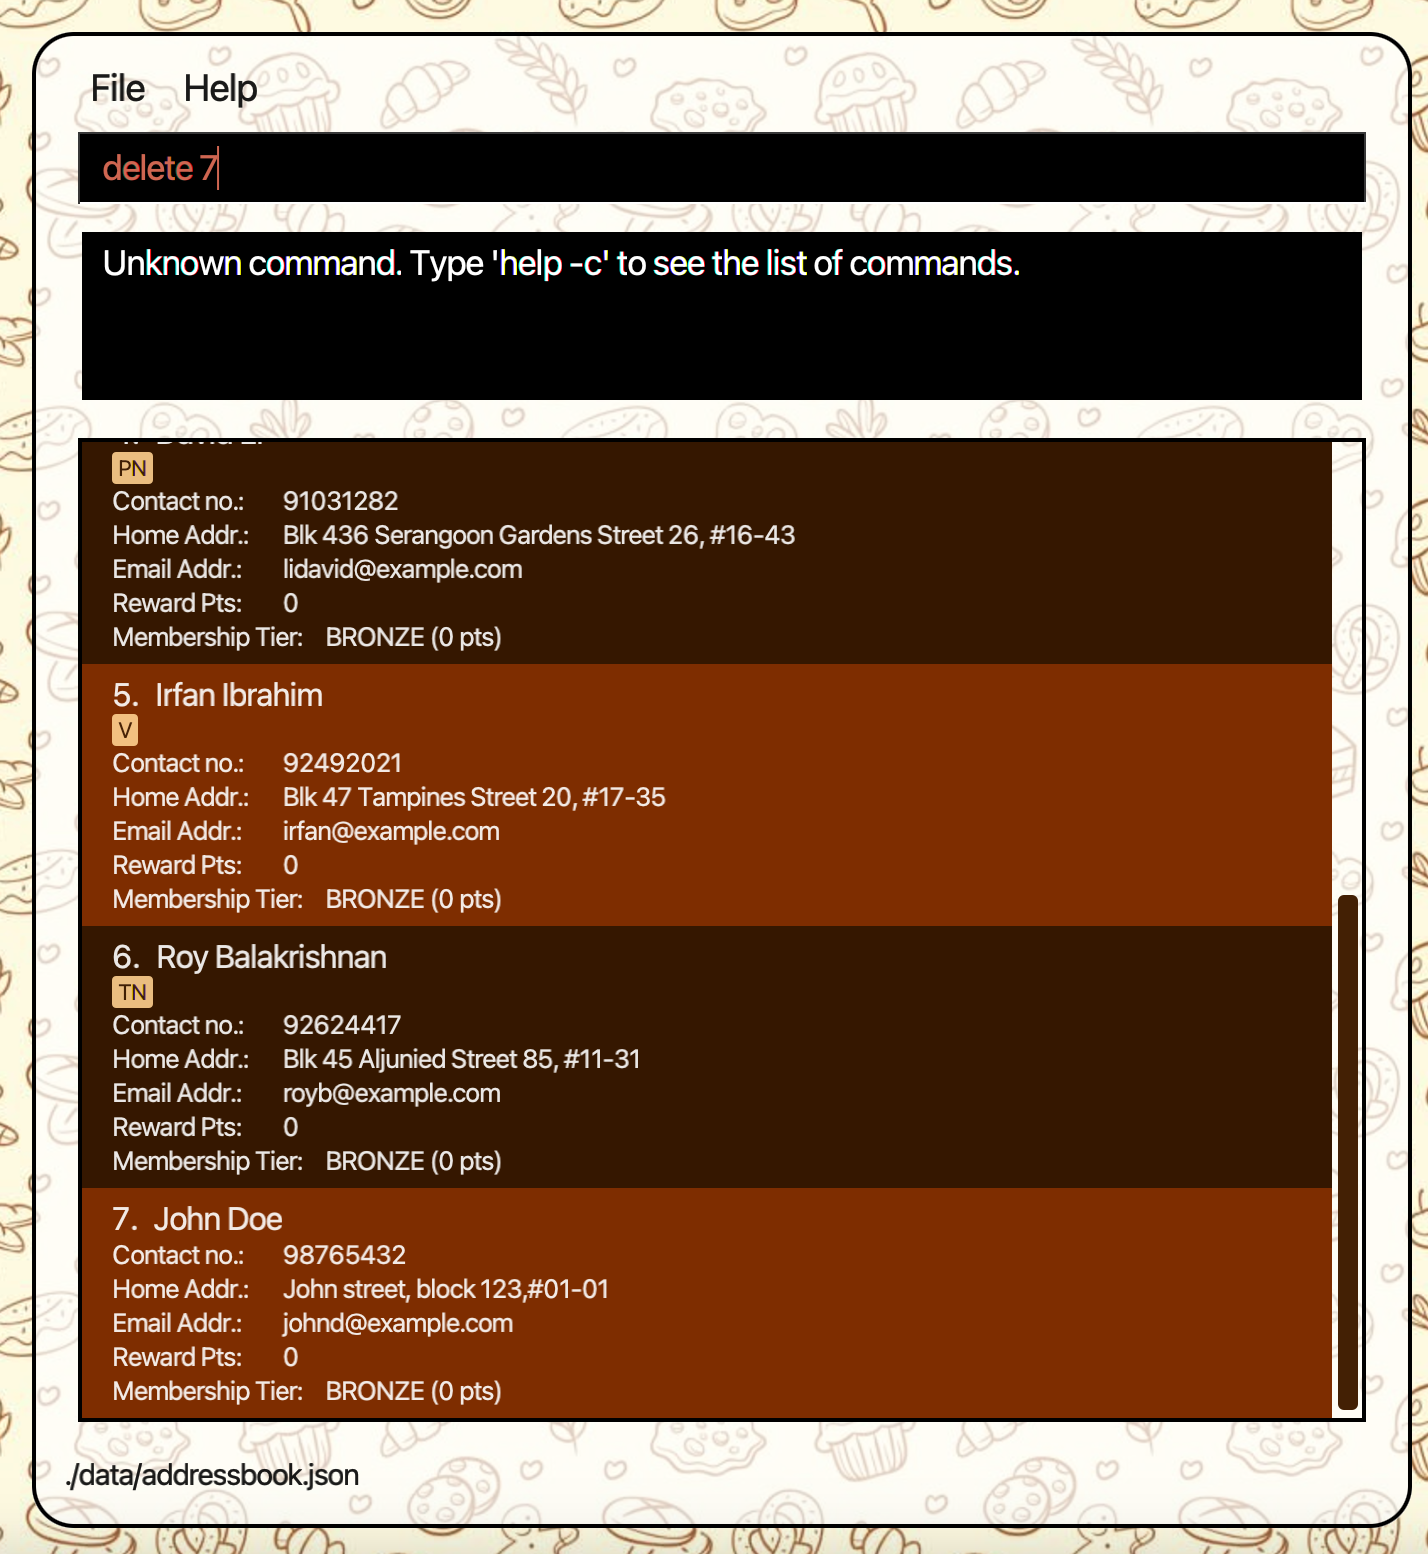 File Help
delete 7
Unknown command. Type 'help -c' to see the list of commands.
PN
Contact no.: 91031282
Home Addr.: Blk 436 Serangoon Gardens Street 26, #16-43
Email Addr.: lidavid@example.com
Reward Pts: 0
Membership Tier: BRONZE (0 pts)
5. Irfan Ibrahim
V
Contact no.: 92492021
Home Addr.: Blk 47 Tampines Street 20, #17-35
Email Addr.: irfan@example.com
Reward Pts: 0
Membership Tier: BRONZE (0 pts)
6. Roy Balakrishnan
TN
Contact no.: 92624417
Home Addr.: Blk 45 Aljunied Street 85, #11-31
Email Addr.: royb@example.com
Reward Pts: 0
Membership Tier: BRONZE (0 pts)
7. John Doe
Contact no.: 98765432
Home Addr.: John street, block 123,#01-01
Email Addr.: johnd@example.com
Reward Pts: 0
Membership Tier: BRONZE (0 pts)
./data/addressbook.json